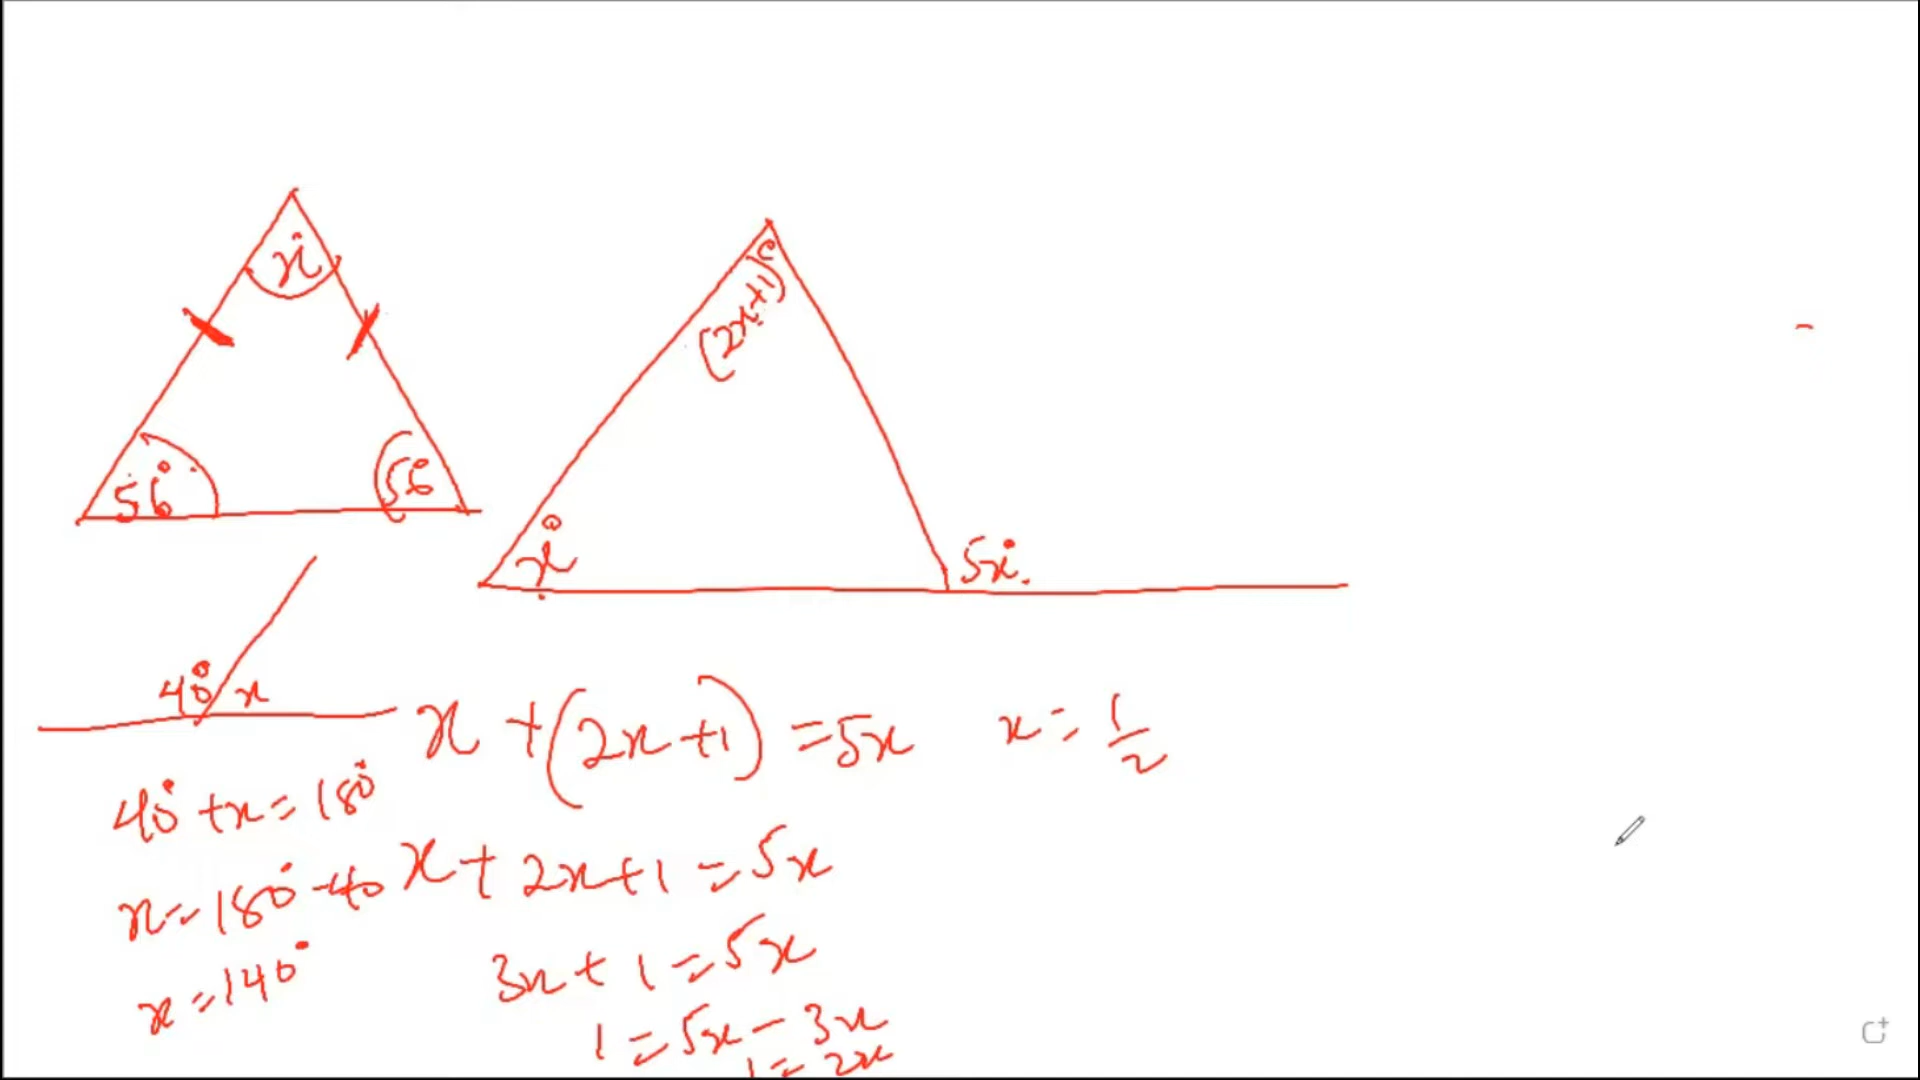 x°
56°
56°
(2x+1)°
x°
5x°
40° x
40° + x = 180°
x = 180° - 40
x = 140°
x + (2x + 1) = 5x
x + 2x + 1 = 5x
3x + 1 = 5x
1 = 5x - 3x
1 = 2x
x = 1/2